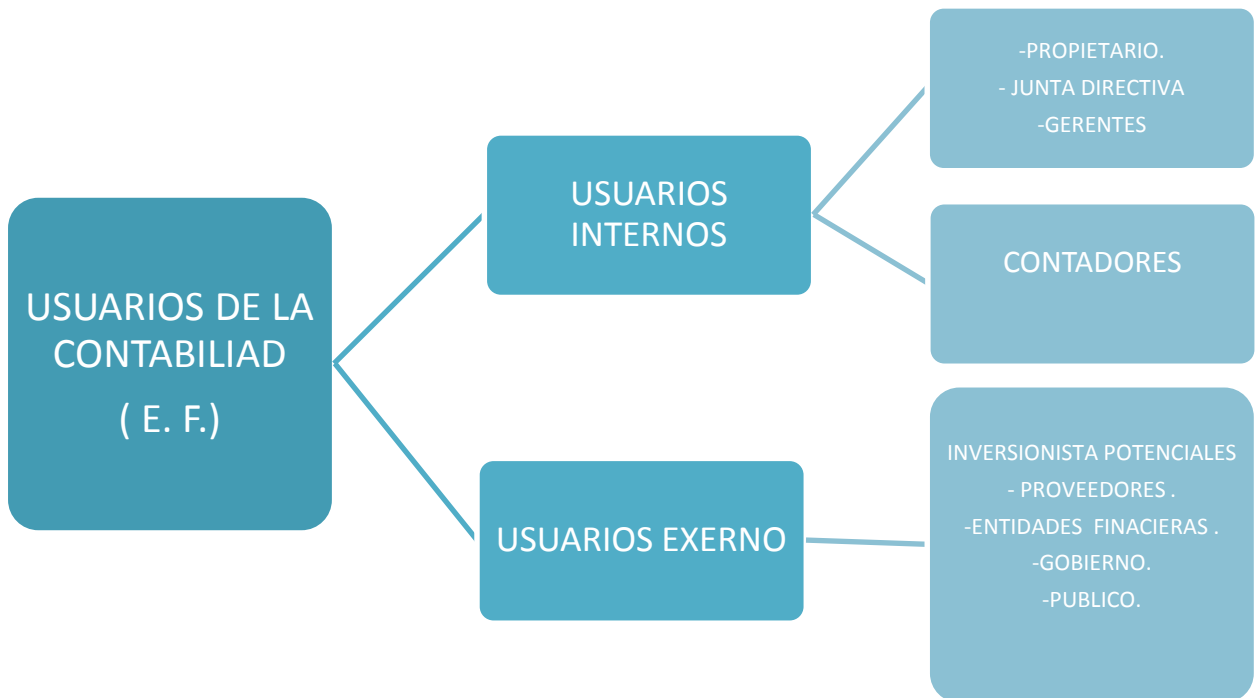 USUARIOS DE LA
CONTABILIAD
( E. F.)
USUARIOS
INTERNOS
-PROPIETARIO.
- JUNTA DIRECTIVA
-GERENTES
CONTADORES
USUARIOS EXERNO
INVERSIONISTA POTENCIALES
- PROVEEDORES .
-ENTIDADES FINACIERAS .
-GOBIERNO.
-PUBLICO.